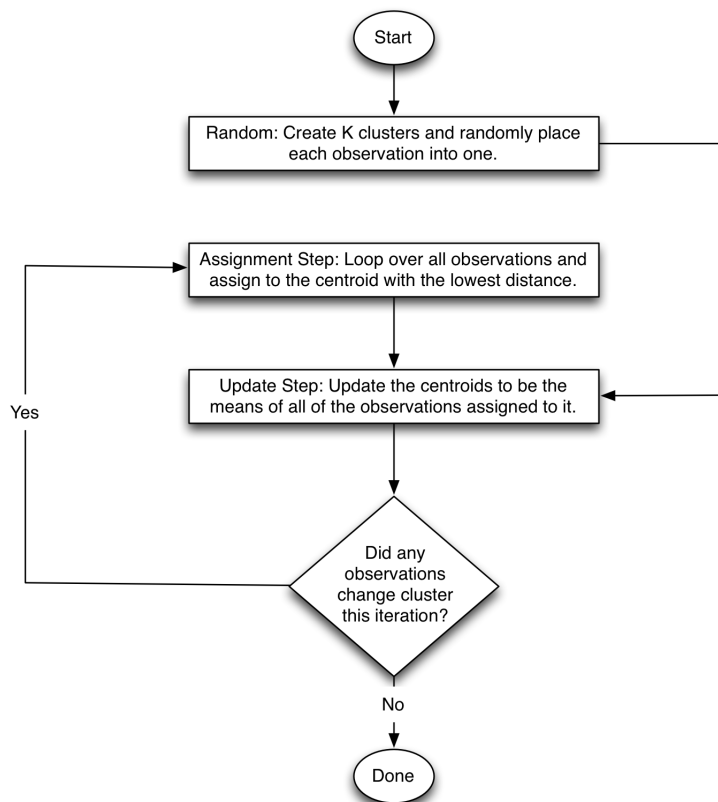 Start
Random: Create K clusters and randomly place
each observation into one.
Assignment Step: Loop over all observations and
assign to the centroid with the lowest distance.
Update Step: Update the centroids to be the
means of all of the observations assigned to it.
Yes
Did any
observations
change cluster
this iteration?
No
Done